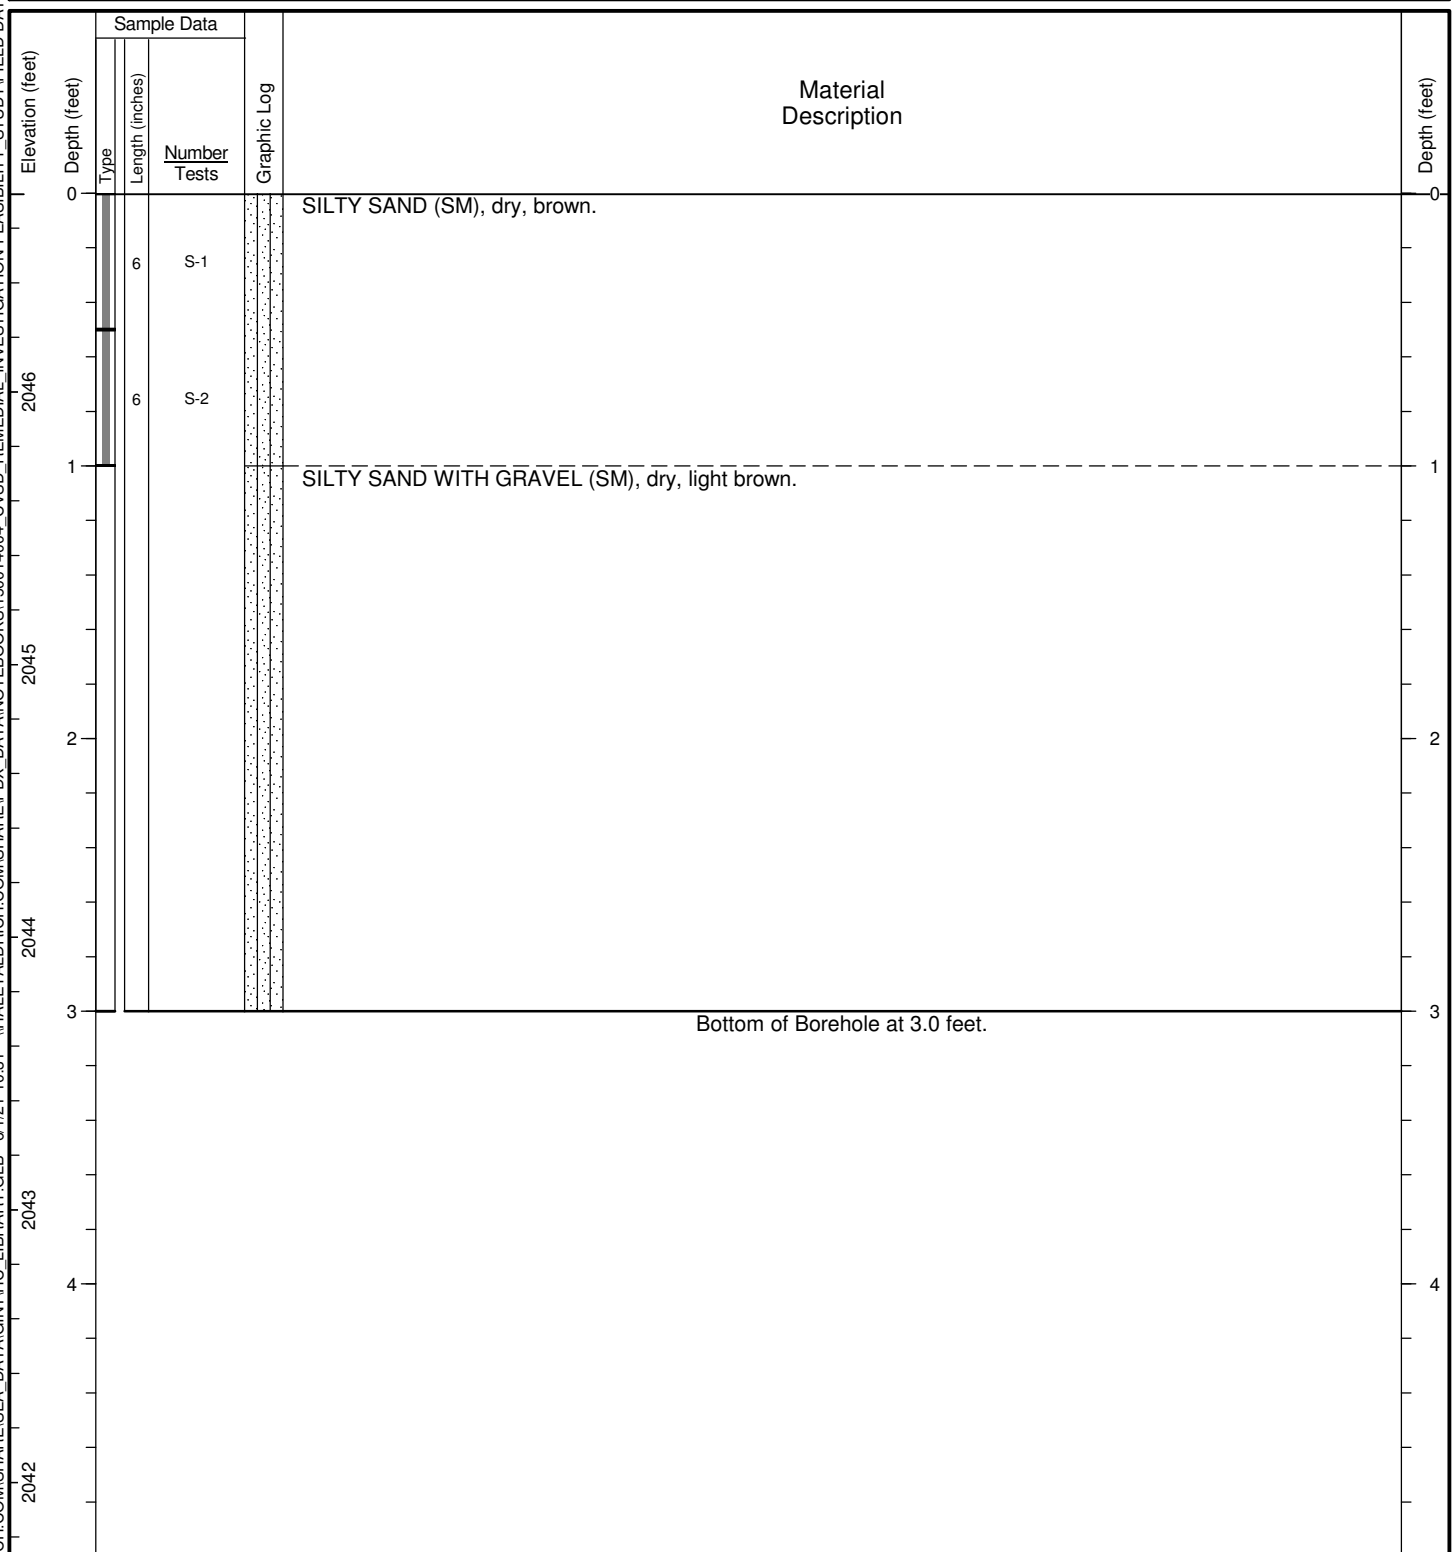 Sample Data
Elevation (feet)
Depth (feet)
Type
Length (inches)
Number
Tests
Graphic Log
Material
Description
Depth (feet)
0
0
SILTY SAND (SM), dry, brown.
6
S-1
2046
6
S-2
1
1
SILTY SAND WITH GRAVEL (SM), dry, light brown.
2045
2
2
2044
3
3
Bottom of Borehole at 3.0 feet.
2043
4
4
2042